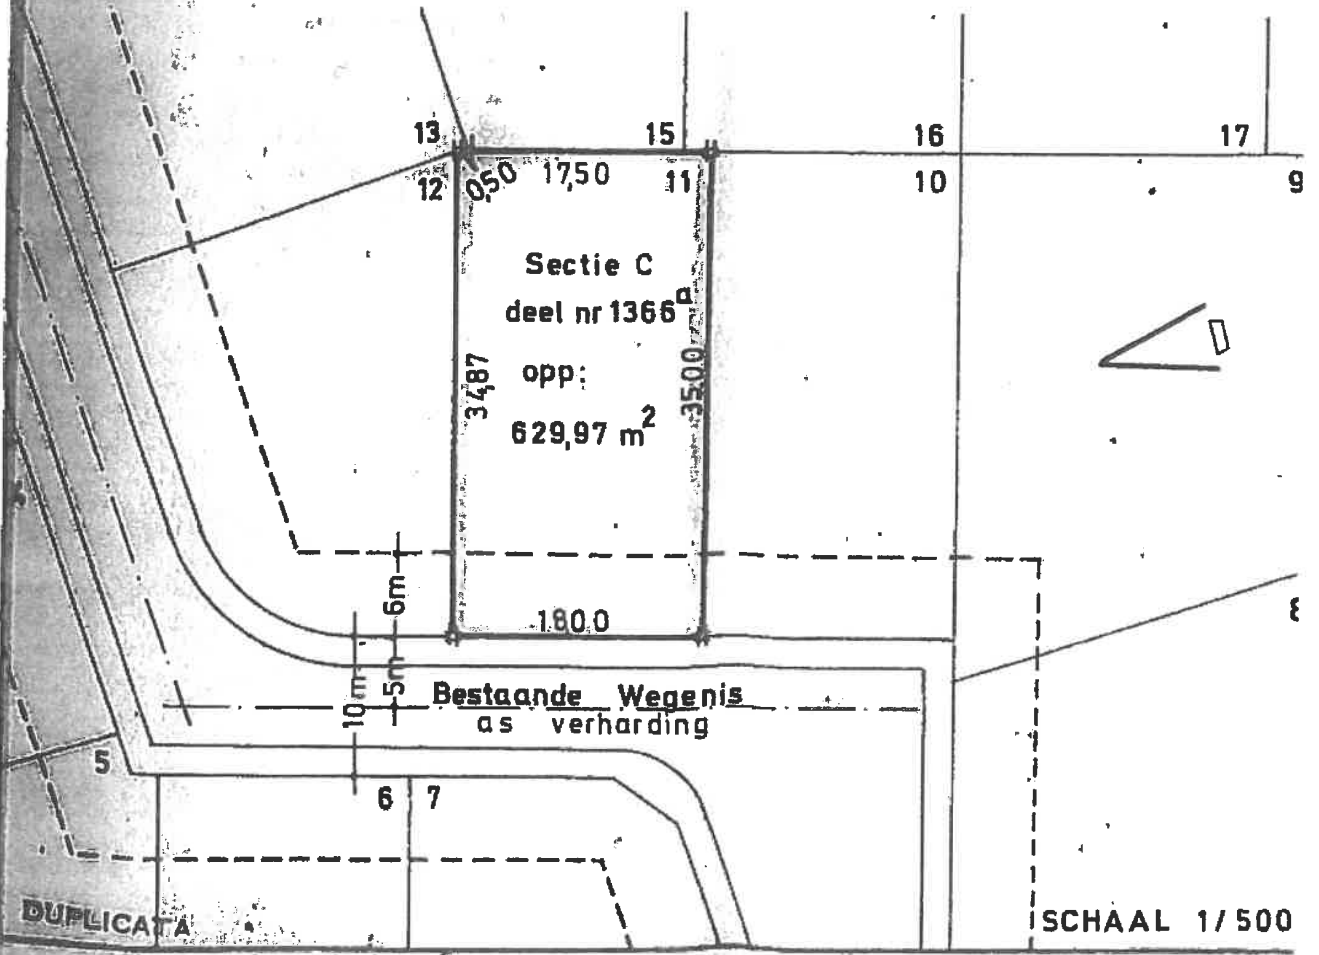 13
15
16
17
12
0,50
17,50
11
10
9
Sectie C
deel nr 1366a
34,87
opp:
35.00
629,97 m2
6m
18.00
8
10m
5m
Bestaande Wegenis
as verharding
5
6
7
DUPLICATA
SCHAAL 1/500